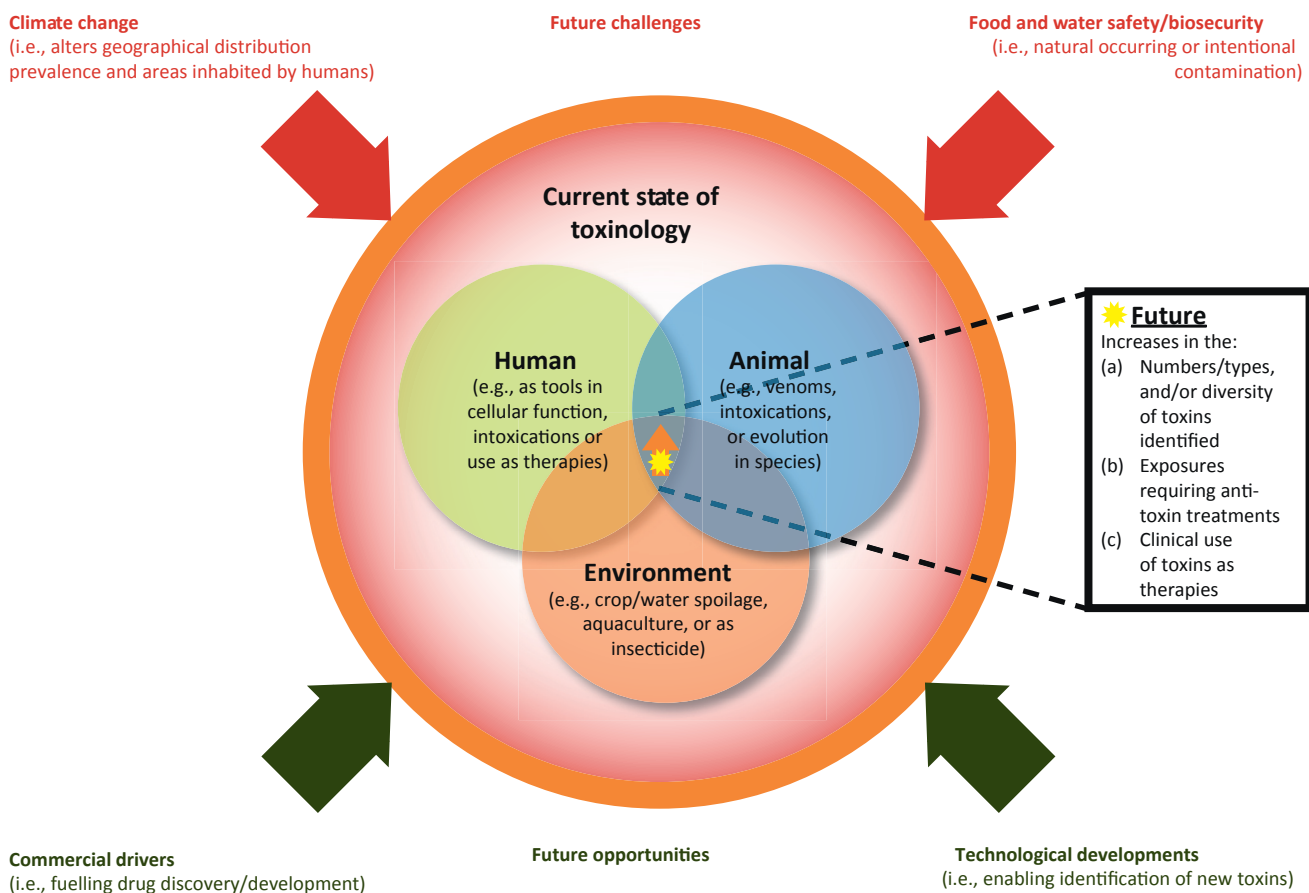 Climate change
(i.e., alters geographical distribution
prevalence and areas inhabited by humans)
Future challenges
Food and water safety/biosecurity
(i.e., natural occurring or intentional
contamination)
Current state of
toxinology
Human
(e.g., as tools in
cellular function,
intoxications or
use as therapies)
Animal
(e.g., venoms,
intoxications,
or evolution
in species)
Environment
(e.g., crop/water spoilage,
aquaculture, or as
insecticide)
Future
Increases in the:
(a) Numbers/types,
and/or diversity
of toxins
identified
(b) Exposures
requiring anti-
toxin treatments
(c) Clinical use
of toxins as
therapies
Commercial drivers
(i.e., fuelling drug discovery/development)
Future opportunities
Technological developments
(i.e., enabling identification of new toxins)